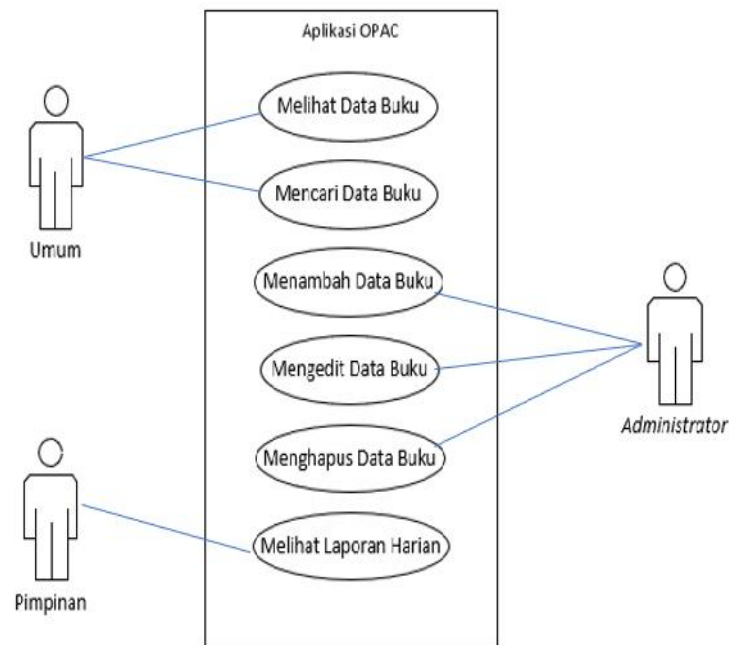 Aplikasi OPAC
Melihat Data Buku
Mencari Data Buku
Umum
Menambah Data Buku
Mengedit Data Buku
Administrator
Menghapus Data Buku
Melihat Laporan Harian
Pimpinan